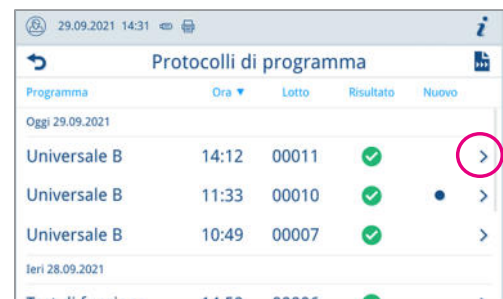 29.09.2021 14:31
Protocolli di programma
Programma Ora ▼ Lotto Risultato Nuovo
Oggi 29.09.2021
Universale B 14:12 00011
Universale B 11:33 00010
Universale B 10:49 00007
Ieri 28.09.2021